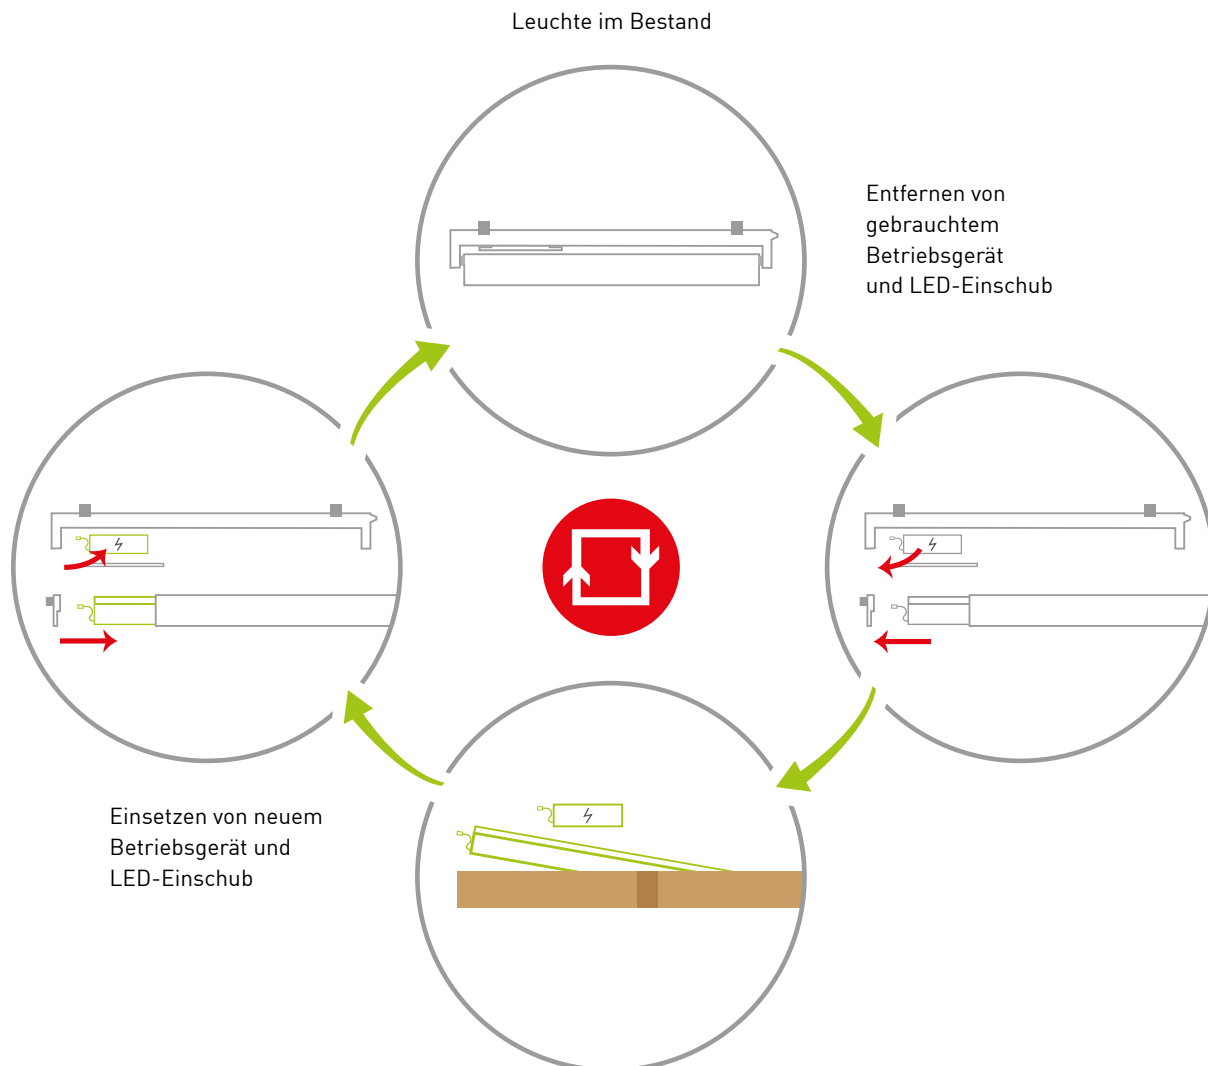 Leuchte im Bestand
Entfernen von
gebrauchtem
Betriebsgerät
und LED-Einschub
Einsetzen von neuem
Betriebsgerät und
LED-Einschub